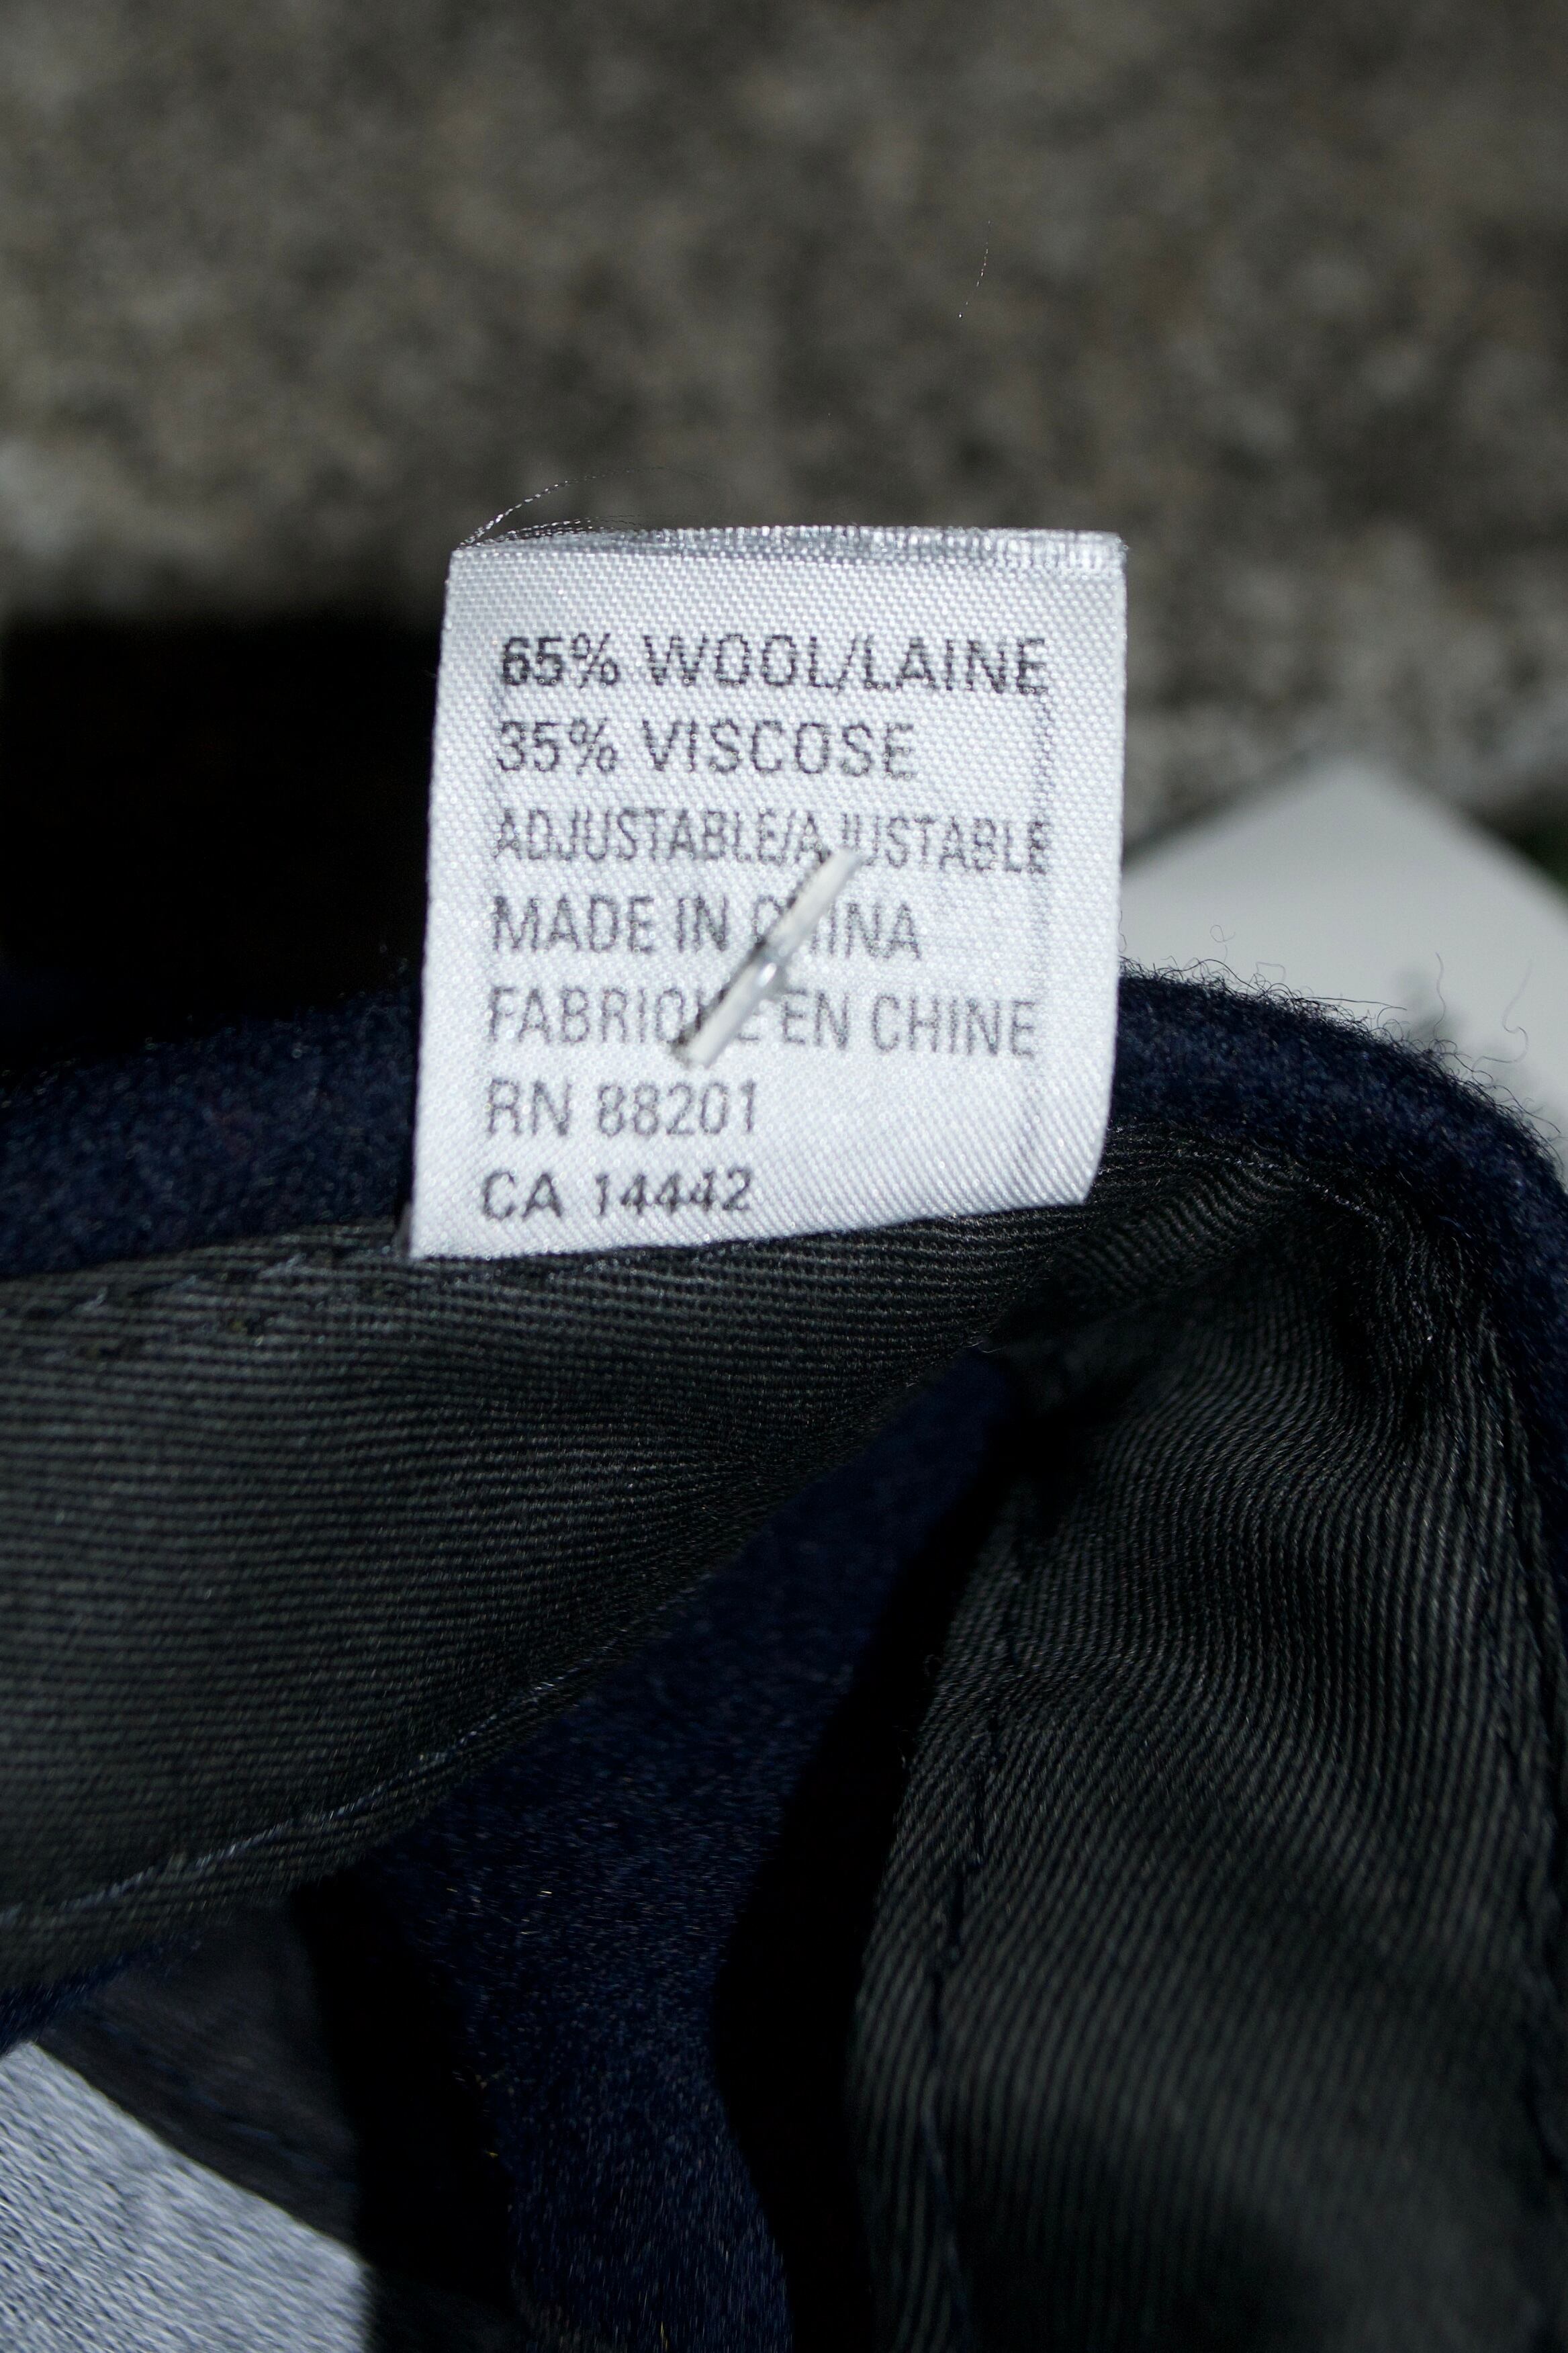 65% WOOL/LAINE
35% VISCOSE
ADJUSTABLE/AJUSTABLE
MADE IN CHINA
FABRIQUE EN CHINE
RN 88201
CA 14442